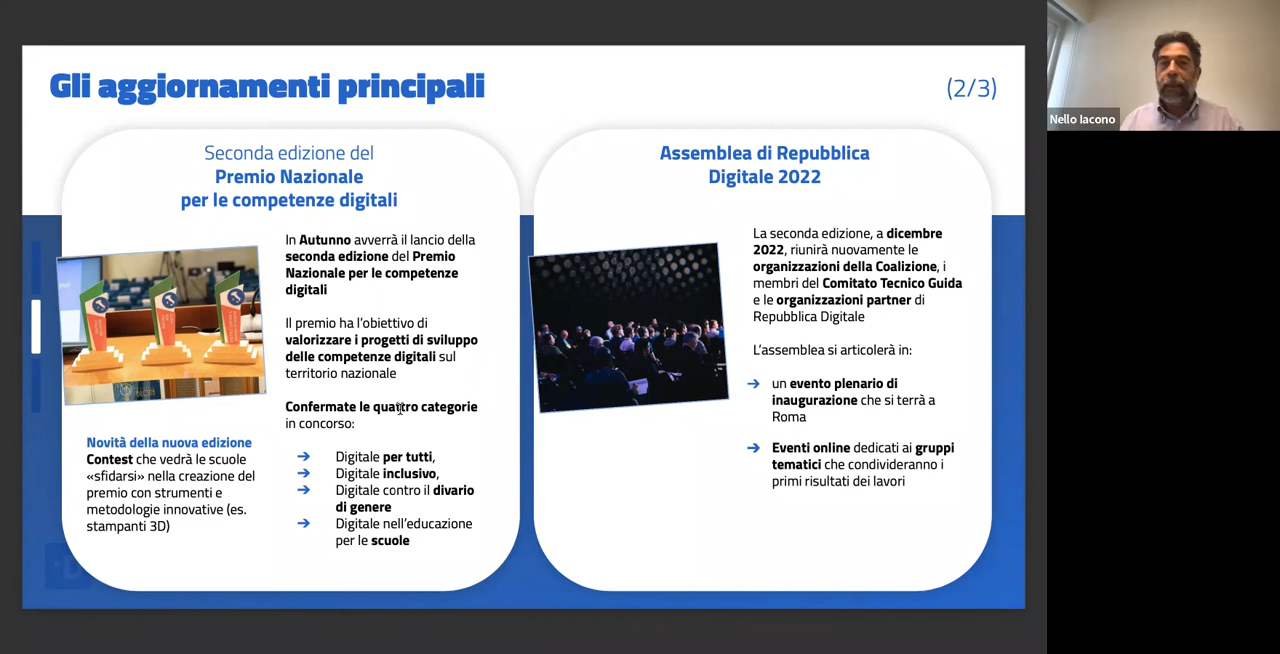 Gli aggiornamenti principali
(2/3)
Seconda edizione del
Premio Nazionale
per le competenze digitali
In Autunno avverrà il lancio della
seconda edizione del Premio
Nazionale per le competenze
digitali
Il premio ha l'obiettivo di
valorizzare i progetti di sviluppo
delle competenze digitali sul
territorio nazionale
Confermate le quattro categorie
in concorso:
➔ Digitale per tutti,
➔ Digitale inclusivo,
➔ Digitale contro il divario
di genere
➔ Digitale nell'educazione
per le scuole
Novità della nuova edizione
Contest che vedrà le scuole
«sfidarsi» nella creazione del
premio con strumenti e
metodologie innovative (es.
stampanti 3D)
Assemblea di Repubblica
Digitale 2022
La seconda edizione, a dicembre
2022, riunirà nuovamente le
organizzazioni della Coalizione, i
membri del Comitato Tecnico Guida
e le organizzazioni partner di
Repubblica Digitale
L'assemblea si articolerà in:
➔ un evento plenario di
inaugurazione che si terrà a
Roma
➔ Eventi online dedicati ai gruppi
tematici che condivideranno i
primi risultati dei lavori
Nello Iacono